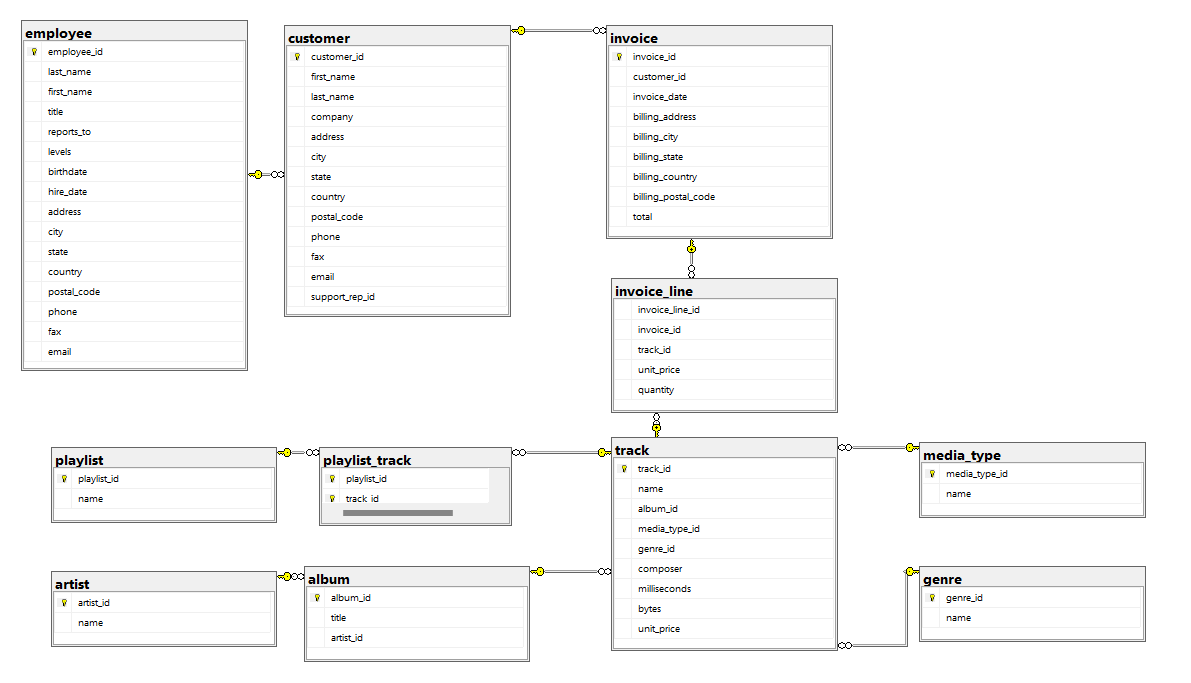 employee
employee_id
last_name
first_name
title
reports_to
levels
birthdate
hire_date
address
city
state
country
postal_code
phone
fax
email
customer
customer_id
first_name
last_name
company
address
city
state
country
postal_code
phone
fax
email
support_rep_id
invoice
invoice_id
customer_id
invoice_date
billing_address
billing_city
billing_state
billing_country
billing_postal_code
total
invoice_line
invoice_line_id
invoice_id
track_id
unit_price
quantity
playlist
playlist_id
name
playlist_track
playlist_id
track_id
track
track_id
name
album_id
media_type_id
genre_id
composer
milliseconds
bytes
unit_price
media_type
media_type_id
name
artist
artist_id
name
album
album_id
title
artist_id
genre
genre_id
name